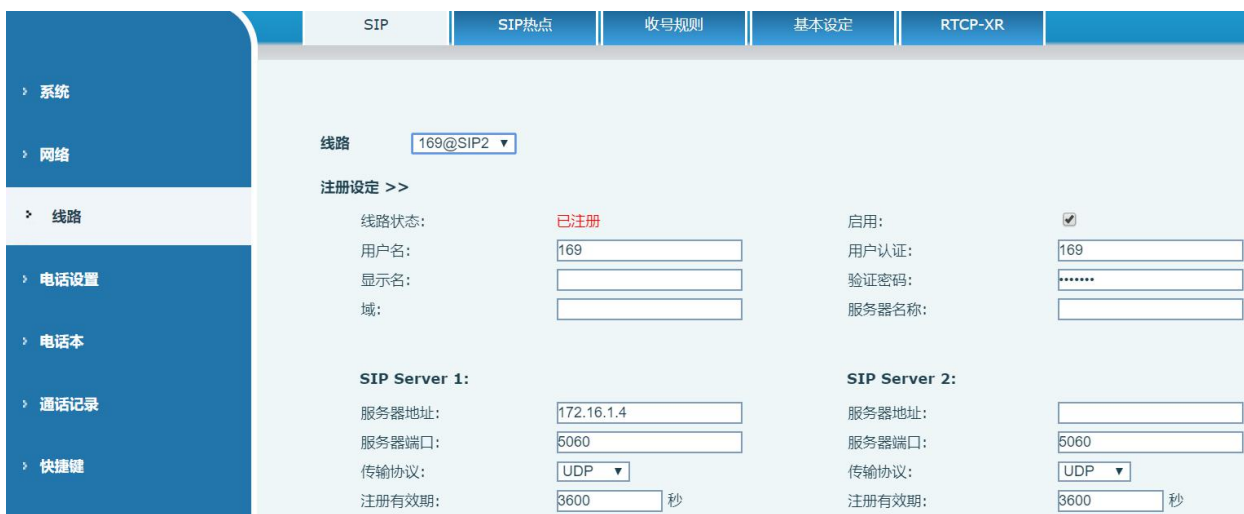 SIP SIP热点 收号规则 基本设定 RTCP-XR
系统
网络
线路
电话设置
电话本
通话记录
快捷键
线路 169@SIP2
注册设定 >>
线路状态: 已注册 启用:
用户名: 169 用户认证: 169
显示名: 验证密码: •••••••
域: 服务器名称:
SIP Server 1: SIP Server 2:
服务器地址: 172.16.1.4 服务器地址:
服务器端口: 5060 服务器端口: 5060
传输协议: UDP 传输协议: UDP
注册有效期: 3600 秒 注册有效期: 3600 秒